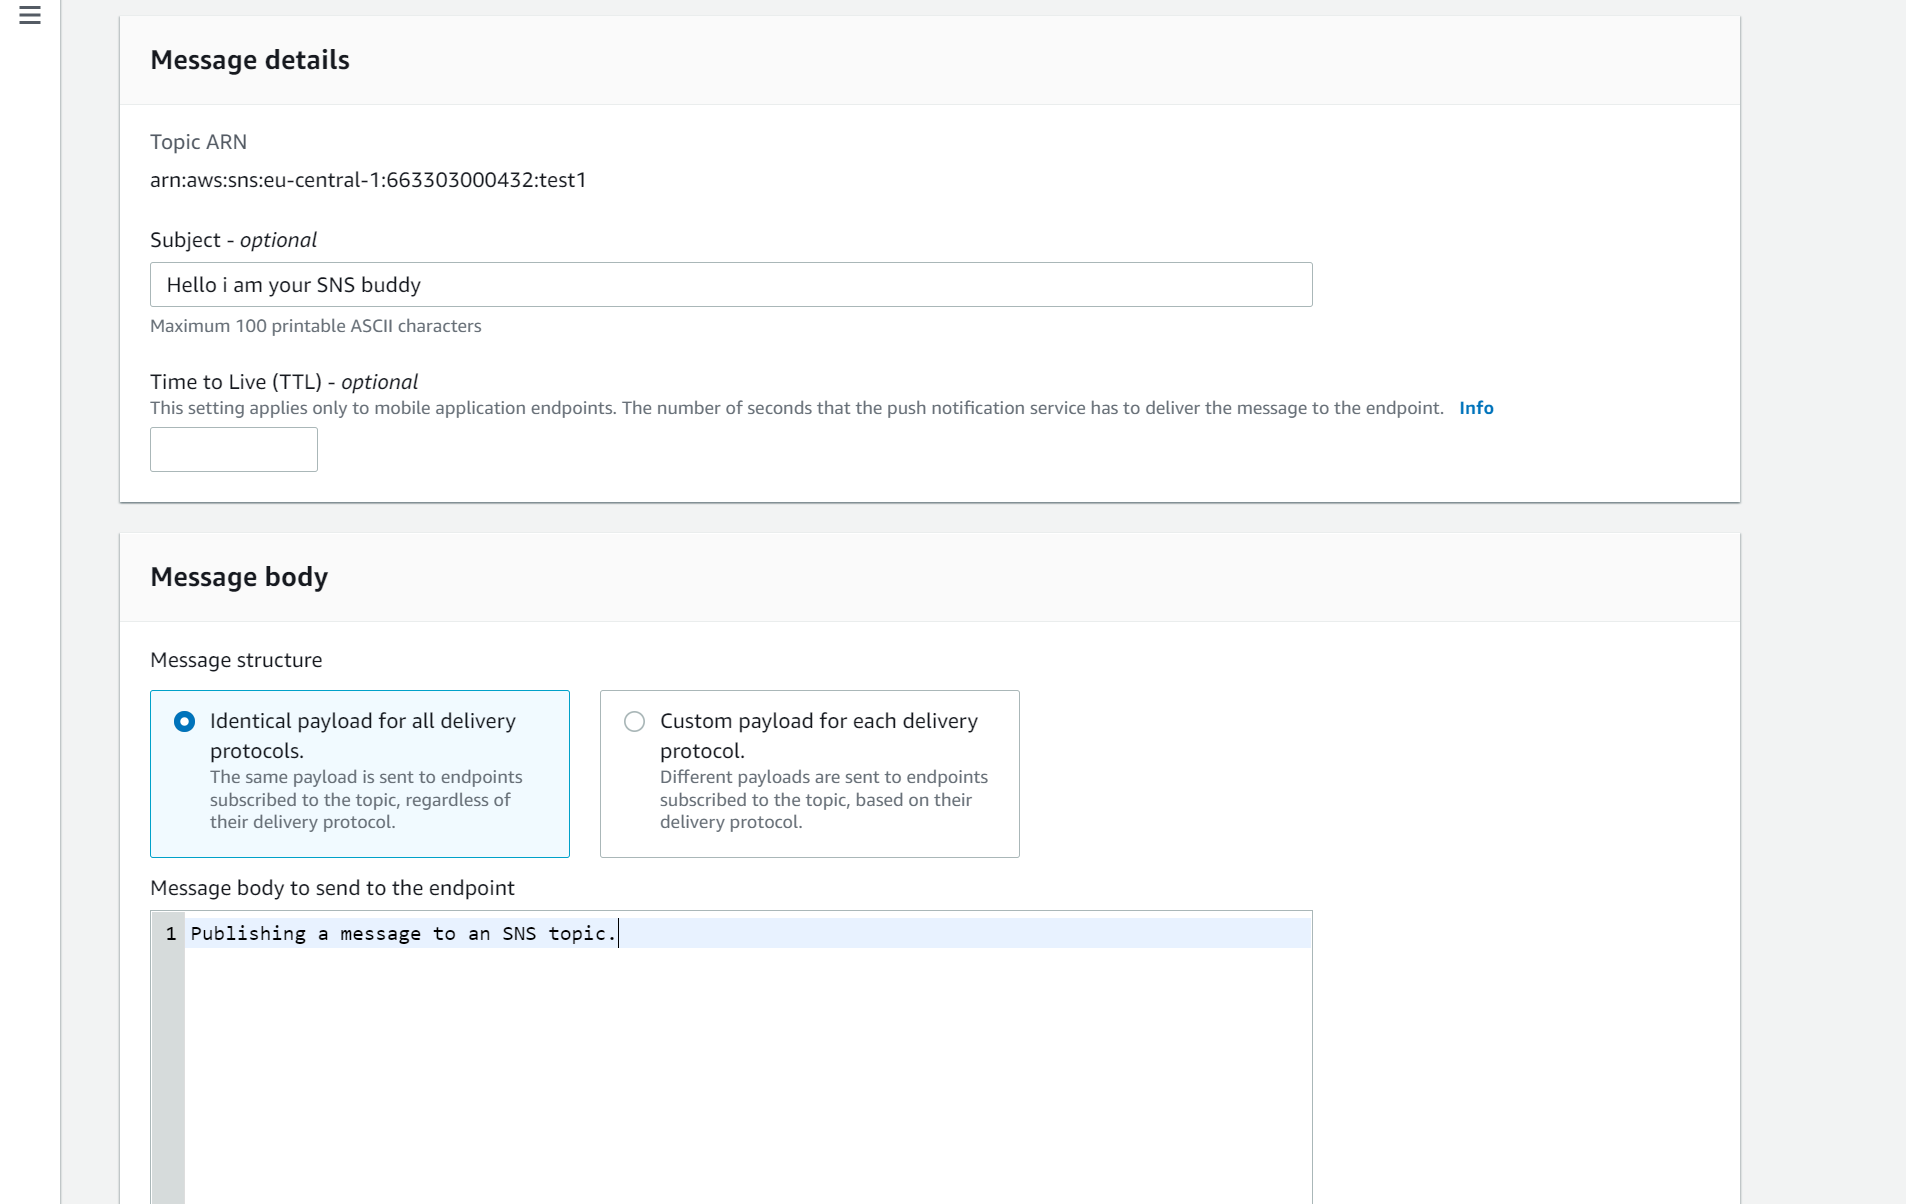 Message details
Topic ARN
arn:aws:sns:eu-central-1:663303000432:test1
Subject - optional
Hello i am your SNS buddy
Maximum 100 printable ASCII characters
Time to Live (TTL) - optional
This setting applies only to mobile application endpoints. The number of seconds that the push notification service has to deliver the message to the endpoint. Info
Message body
Message structure
Identical payload for all delivery
protocols.
The same payload is sent to endpoints
subscribed to the topic, regardless of
their delivery protocol.
Custom payload for each delivery
protocol.
Different payloads are sent to endpoints
subscribed to the topic, based on their
delivery protocol.
Message body to send to the endpoint
1 Publishing a message to an SNS topic.